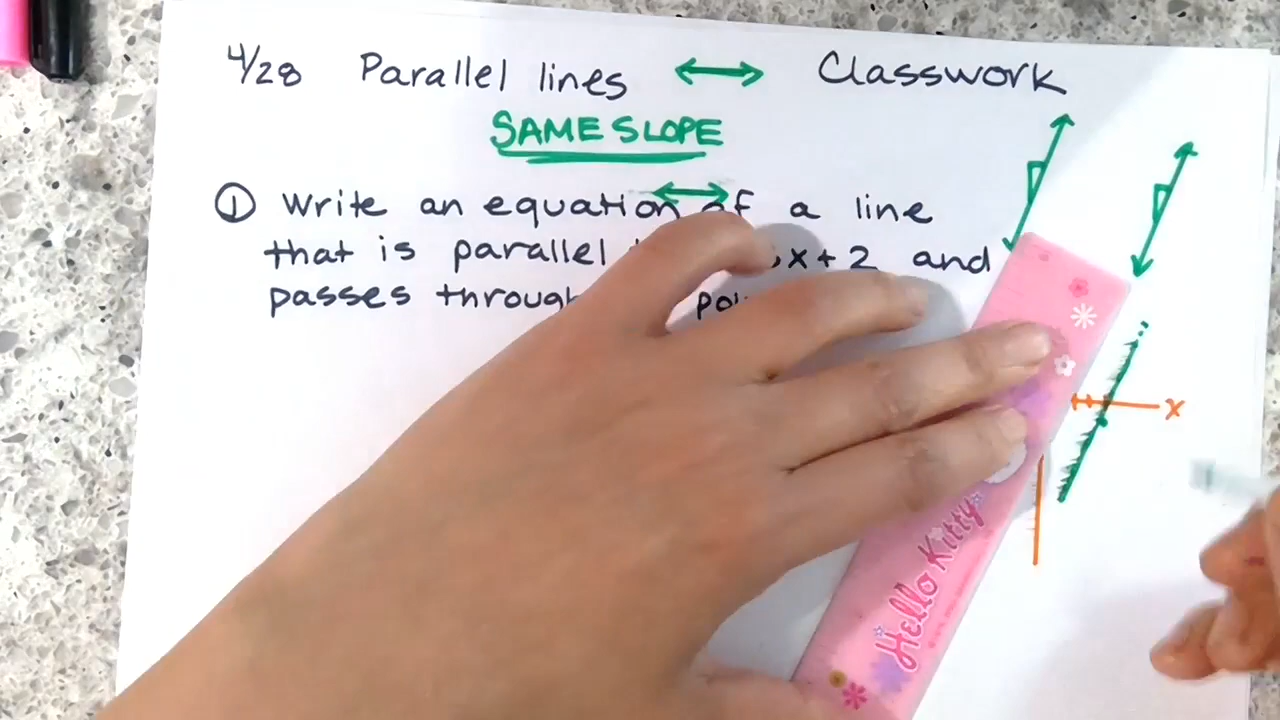 4/28 Parallel lines ↔ Classwork
SAME SLOPE
① Write an equation of a line
that is parallel x + 2 and
passes
x
Hello Kitty